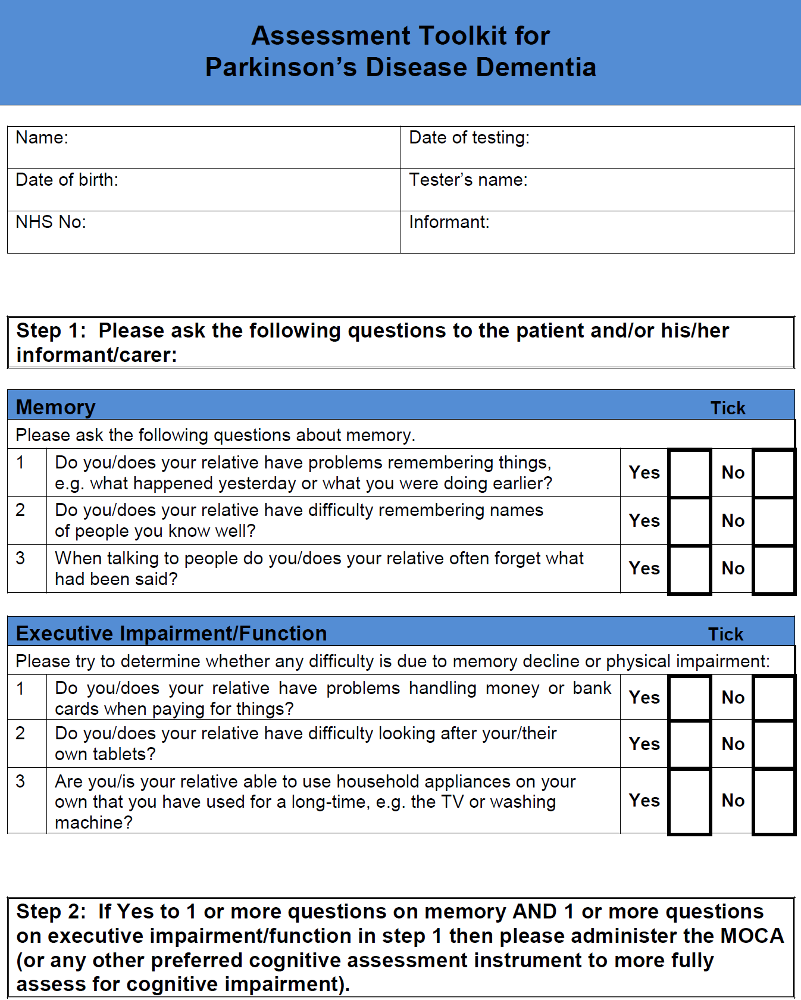 Assessment Toolkit for
Parkinson’s Disease Dementia
Name:
Date of testing:
Date of birth:
Tester’s name:
NHS No:
Informant:
Step 1:  Please ask the following questions to the patient and/or his/her
informant/carer:
Memory Tick
Please ask the following questions about memory.
1 Do you/does your relative have problems remembering things,
e.g. what happened yesterday or what you were doing earlier?
Yes No
2 Do you/does your relative have difficulty remembering names
of people you know well?
Yes No
3 When talking to people do you/does your relative often forget what
had been said?
Yes No
Executive Impairment/Function Tick
Please try to determine whether any difficulty is due to memory decline or physical impairment:
1 Do you/does your relative have problems handling money or bank
cards when paying for things?
Yes No
2 Do you/does your relative have difficulty looking after your/their
own tablets?
Yes No
3 Are you/is your relative able to use household appliances on your
own that you have used for a long-time, e.g. the TV or washing
machine?
Yes No
Step 2:  If Yes to 1 or more questions on memory AND 1 or more questions
on executive impairment/function in step 1 then please administer the MOCA
(or any other preferred cognitive assessment instrument to more fully
assess for cognitive impairment).